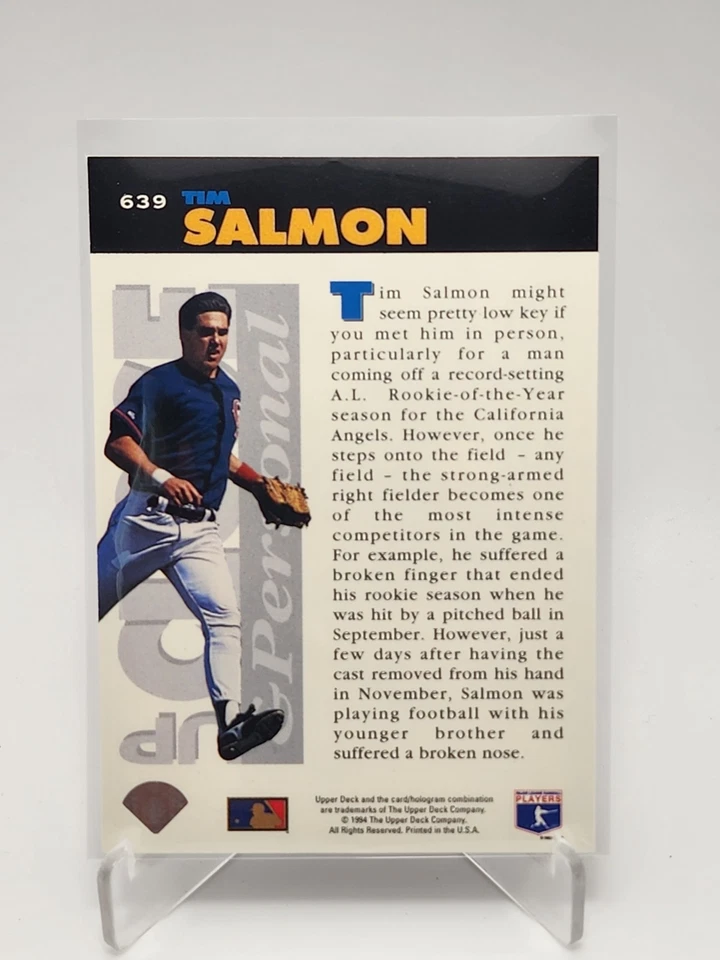 639 TIM
SALMON
Tim Salmon might
seem pretty low key if
you met him in person,
particularly for a man
coming off a record-setting
A.L. Rookie-of-the-Year
season for the California
Angels. However, once he
steps onto the field – any
field – the strong-armed
right fielder becomes one
of the most intense
competitors in the game.
For example, he suffered a
broken finger that ended
his rookie season when he
was hit by a pitched ball in
September. However, just a
few days after having the
cast removed from his hand
in November, Salmon was
playing football with his
younger brother and
suffered a broken nose.
UP CLOSE
&Personal
Upper Deck and the card/hologram combination
are trademarks of The Upper Deck Company.
© 1994 The Upper Deck Company.
All Rights Reserved. Printed in the U.S.A.
MAJOR LEAGUE BASEBALL
PLAYERS